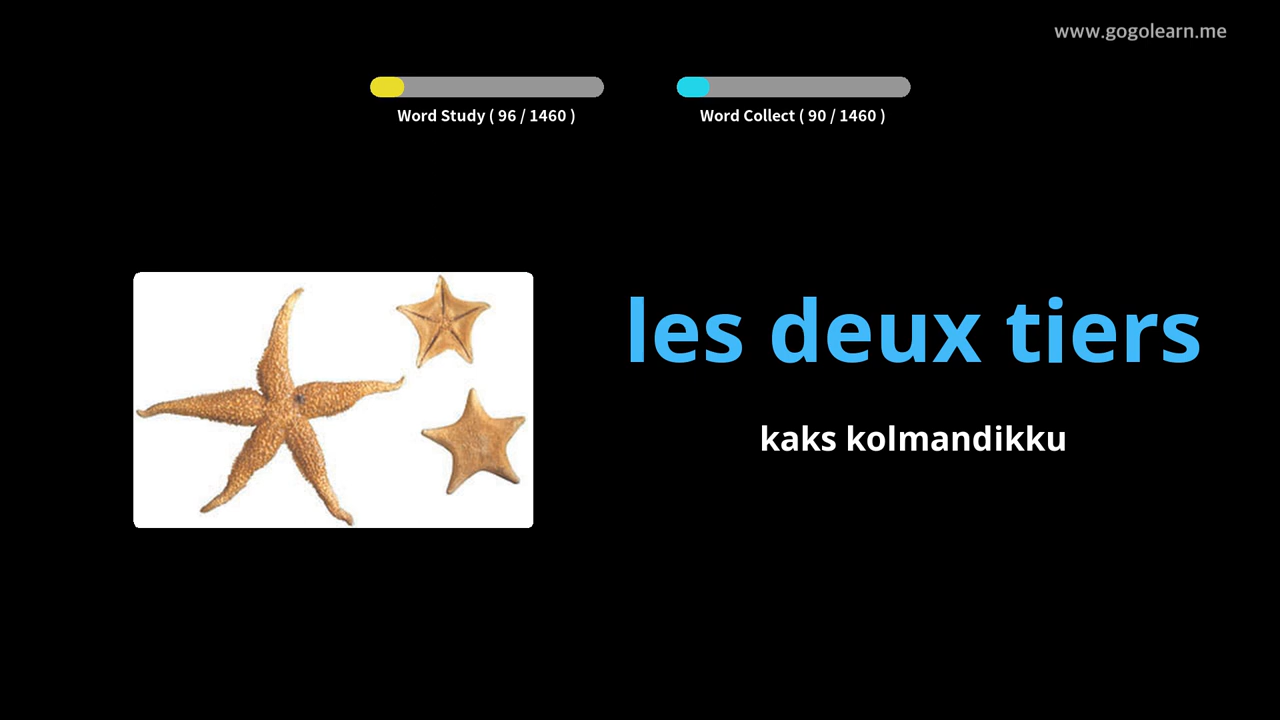 www.gogolearn.me
Word Study ( 96 / 1460 )
Word Collect ( 90 / 1460 )
les deux tiers
kaks kolmandikku